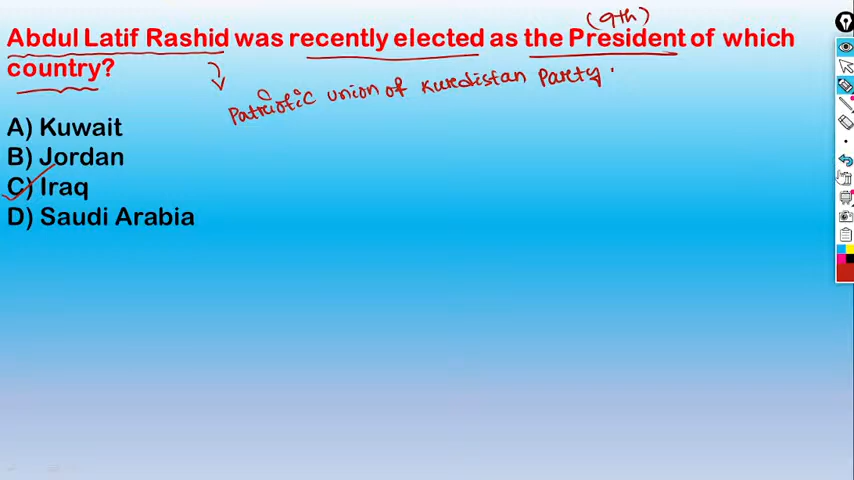 (9th)
Abdul Latif Rashid was recently elected as the President of which
country?
Patriotic union of Kurdistan Party.
A) Kuwait
B) Jordan
C) Iraq
D) Saudi Arabia